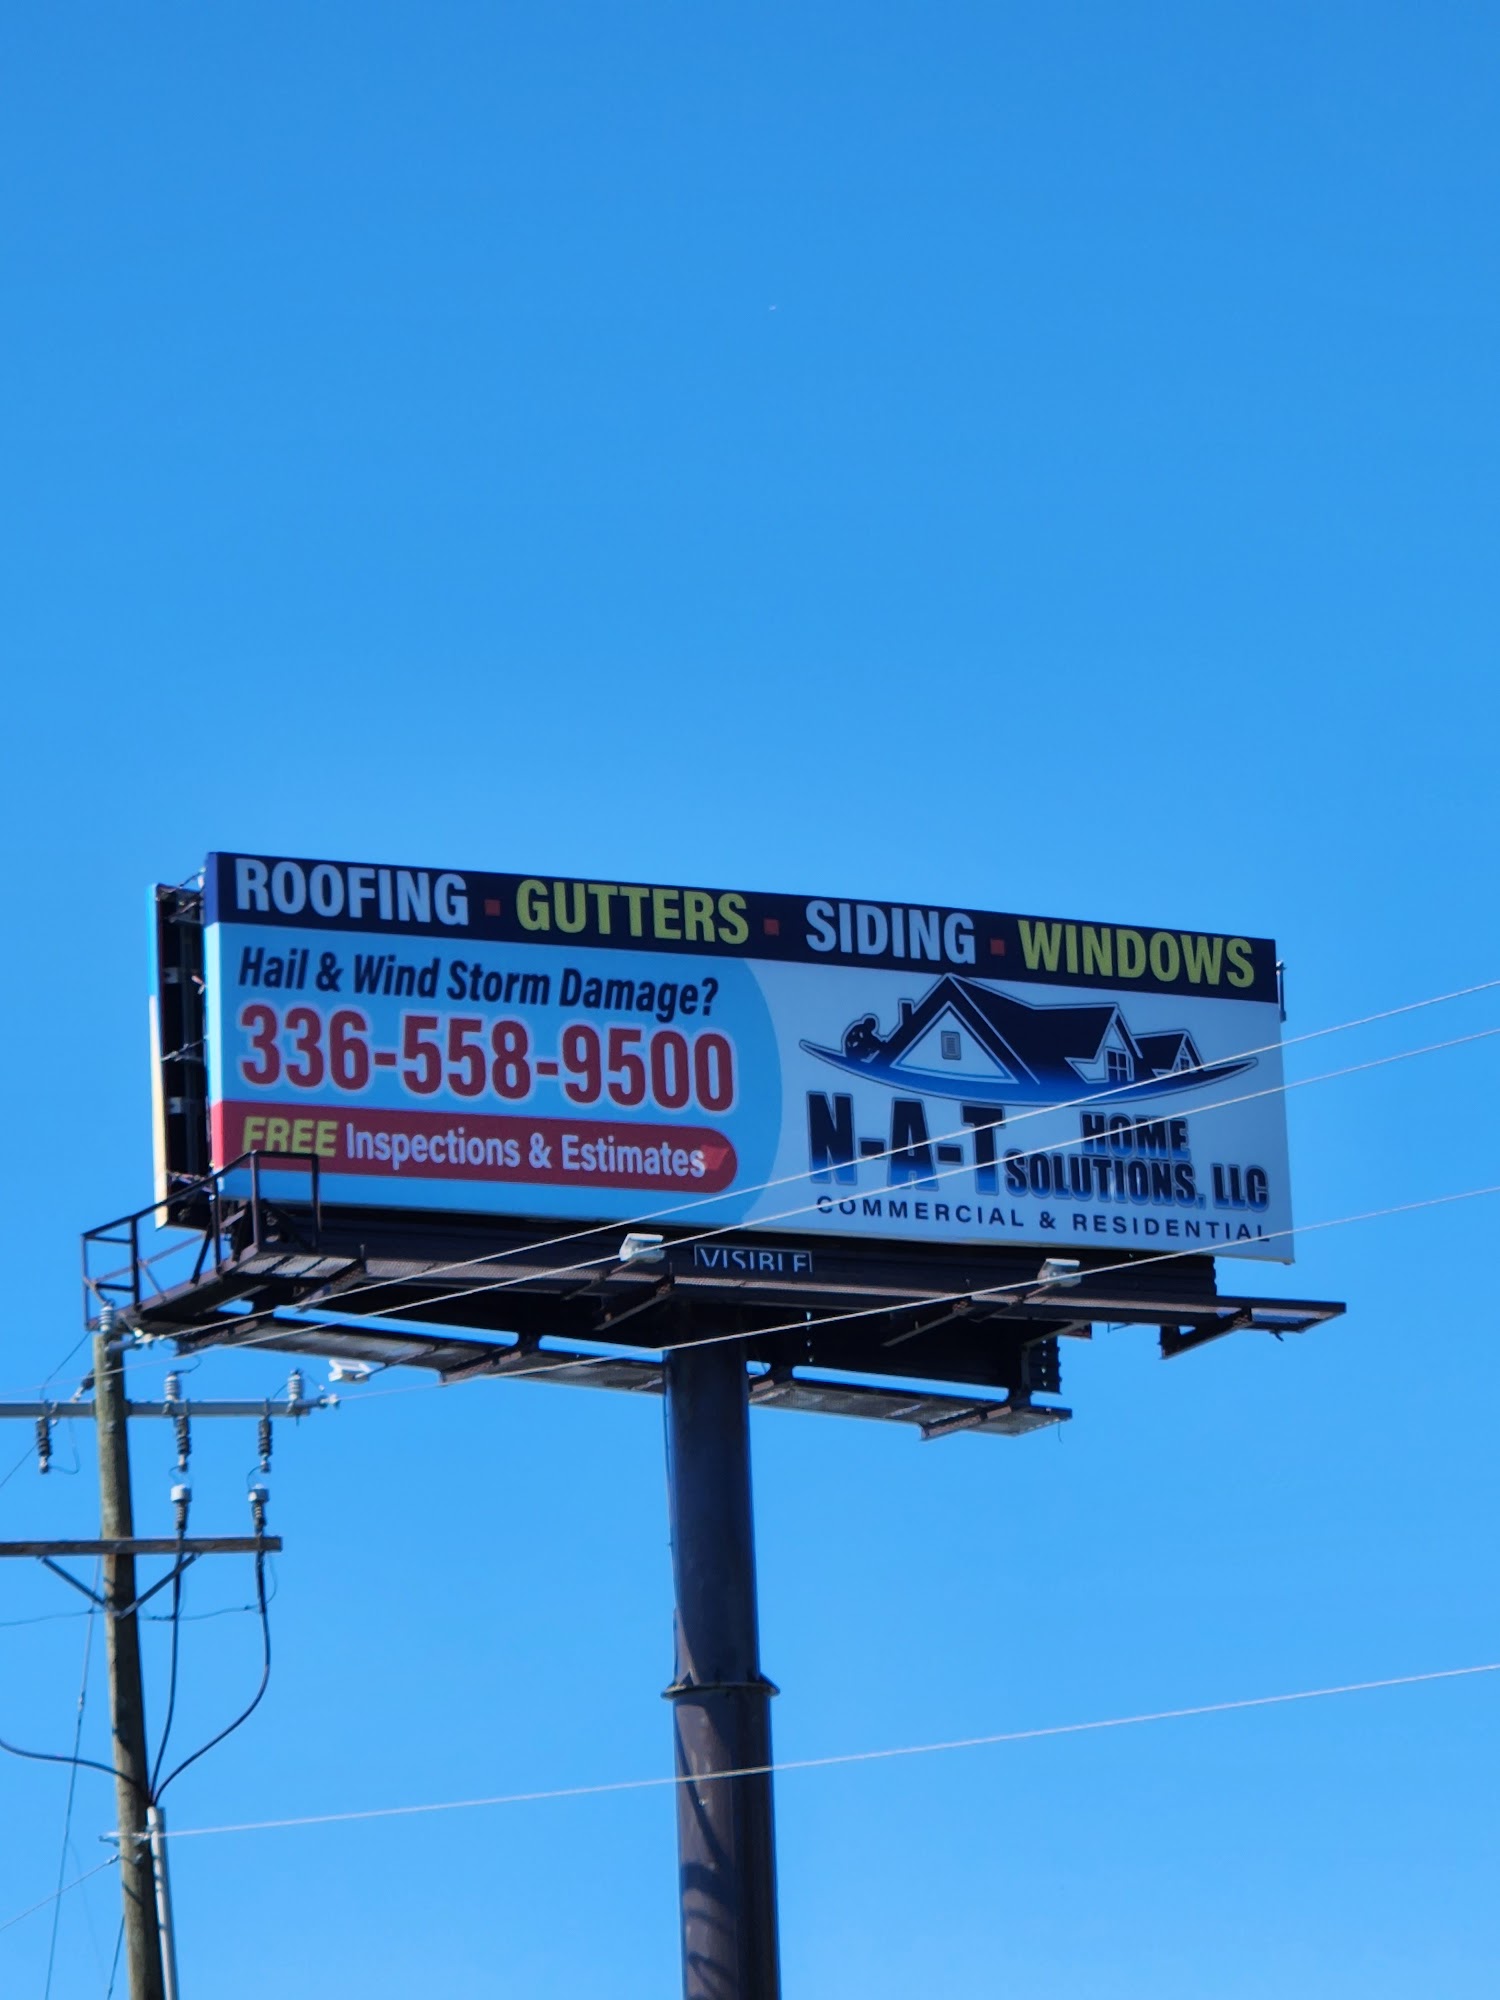 ROOFING · GUTTERS · SIDING · WINDOWS
Hail & Wind Storm Damage?
336-558-9500
FREE Inspections & Estimates
N-A-T HOME
SOLUTIONS, LLC
COMMERCIAL & RESIDENTIAL
VISIBLE